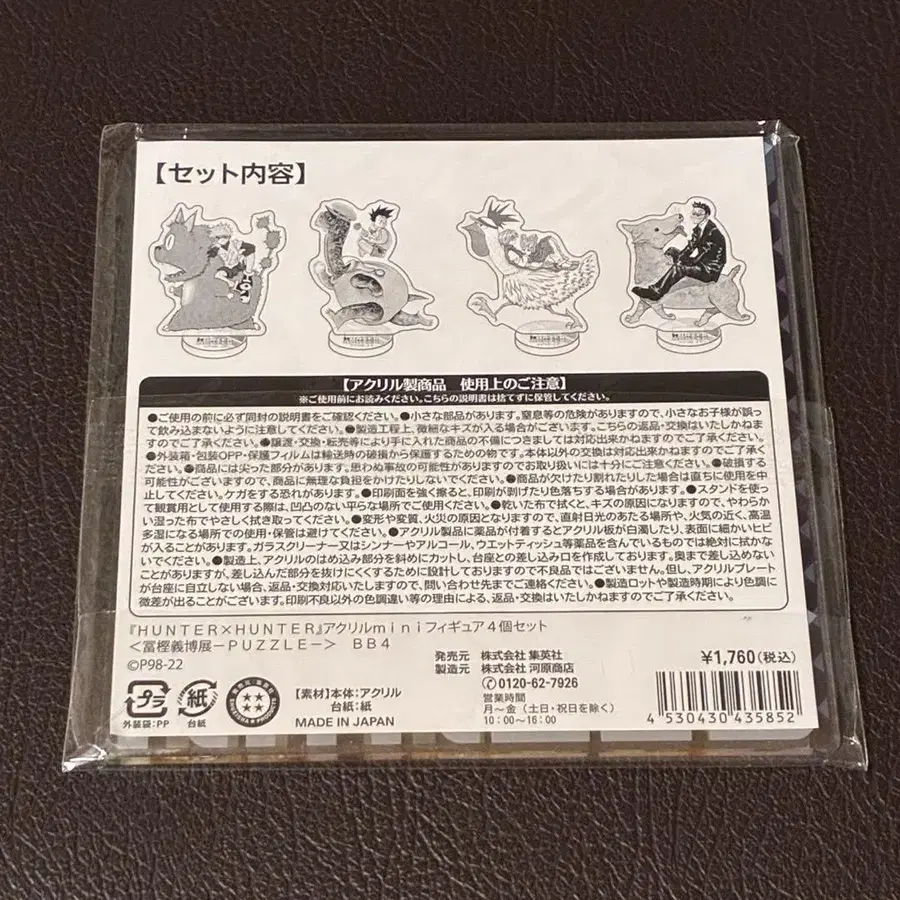 【セット内容】
【アクリル製商品 使用上のご注意】
※ご使用前にお読みください。こちらの説明書は捨てずに保管してください。
●ご使用の前に必ず同封の説明書をご確認ください。●小さな部品があります。窒息等の危険がありますので、小さなお子様が誤っ
て飲み込まないように注意してください。●製造工程上、微細なキズが入る場合がございます。こちらの返品・交換はいたしかねま
すのでご了承ください。●譲渡・交換・転売等により手に入れた商品の不備につきましては対応出来かねますのでご了承ください。
●外装箱・包装OPP・保護フィルムは輸送時の破損から保護するための物です。本体以外の交換は対応出来かねますのでご了承
ください。●商品には尖った部分があります。思わぬ事故の可能性がありますのでお取り扱いには十分にご注意ください。●破損する
可能性がございますので、商品に無理な負担をかけたりしないでください。●商品が欠けたり割れたりした場合は直ちに使用を中
止してください。ケガをする恐れがあります。●印刷面を強く擦ると、印刷が剥げたり色落ちする場合があります。●スタンドを使っ
て観賞用として使用する際は、凹凸のない平らな場所でご使用ください。●乾いた布で拭くと、キズの原因となりますので、やわらか
い湿った布でやさしく拭き取ってください。●変形や変質、火災の原因となりますので、直射日光のあたる場所や、火気の近く、高温
多湿になる場所での使用・保管は避けてください。●アクリル製品に薬品が付着するとアクリル板が白濁したり、表面に細かいヒビ
が入ることがあります。ガラスクリーナー又はシンナーやアルコール、ウエットティッシュ等薬品を含んでいるものでは絶対に拭かな
いでください。●製造上、アクリルのはめ込み部分を斜めにカットし、台座との差し込み口を作成しております。奥まで差し込めない
ことがありますが、差し込んだ部分を抜けにくくするために設計しておりますので不良品ではございません。但し、アクリルプレート
が台座に自立しない場合、返品・交換対応いたしますので、問い合わせ先までご連絡ください。●製造ロットや製造時期により色調に
微差が出ることがございます。印刷不良以外の色調違い等の理由による、返品・交換はいたしかねますのでご了承ください。
『HUNTER×HUNTER』アクリルminiフィギュア4個セット
＜冨樫義博展－PUZZLE－＞ BB4
©P98-22
プラ
外装袋:PP
紙
台紙
SHUEISHA
PRODUCTS
【素材】本体:アクリル
台紙:紙
MADE IN JAPAN
発売元 株式会社 集英社
製造元 株式会社 河原商店
0120-62-7926
営業時間
月～金（土日・祝日を除く）
10:00～16:00
¥1,760(税込)
4 530430 435852